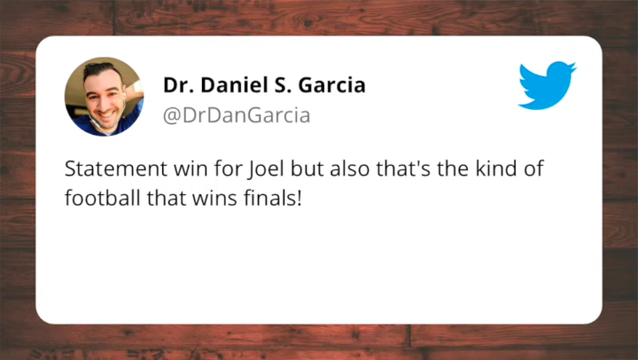 Dr. Daniel S. Garcia
@DrDanGarcia
Statement win for Joel but also that's the kind of
football that wins finals!